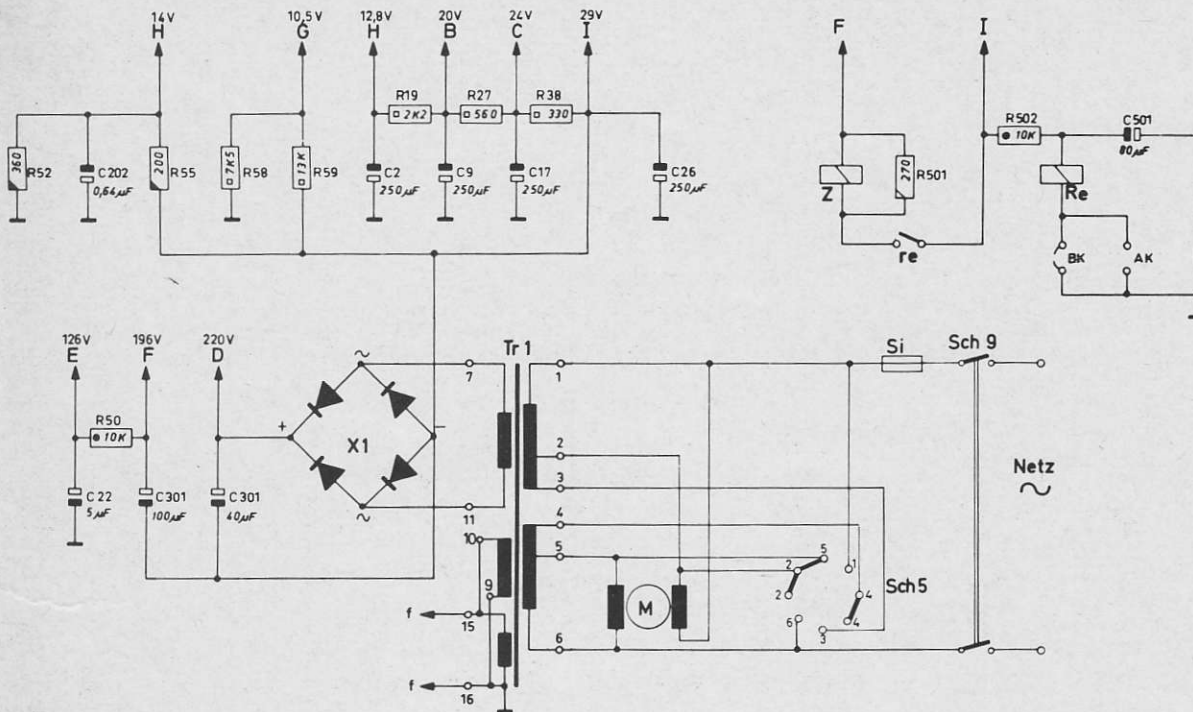 14V 10,5V 12,8V 20V 24V 29V
H G H B C I F I
R19 R27 R38
2K2 560 330
R502 C501
10K 80µF
360 R52
C202
0,64µF
200 R55
7K5 R58
13K R59
C2
250µF
C9
250µF
C17
250µF
C26
250µF
Z
270
R501
Re
re
BK AK
126V 196V 220V
E F D
R50
10K
+ X1 −
~
~
C22
5µF
C301
100µF
C301
40µF
Tr 1
7
11
10
9
15
16
f
f
1
2
3
4
5
6
Si
Sch 9
Netz
~
M
Sch 5
5
2
1
2
4
6
4
3